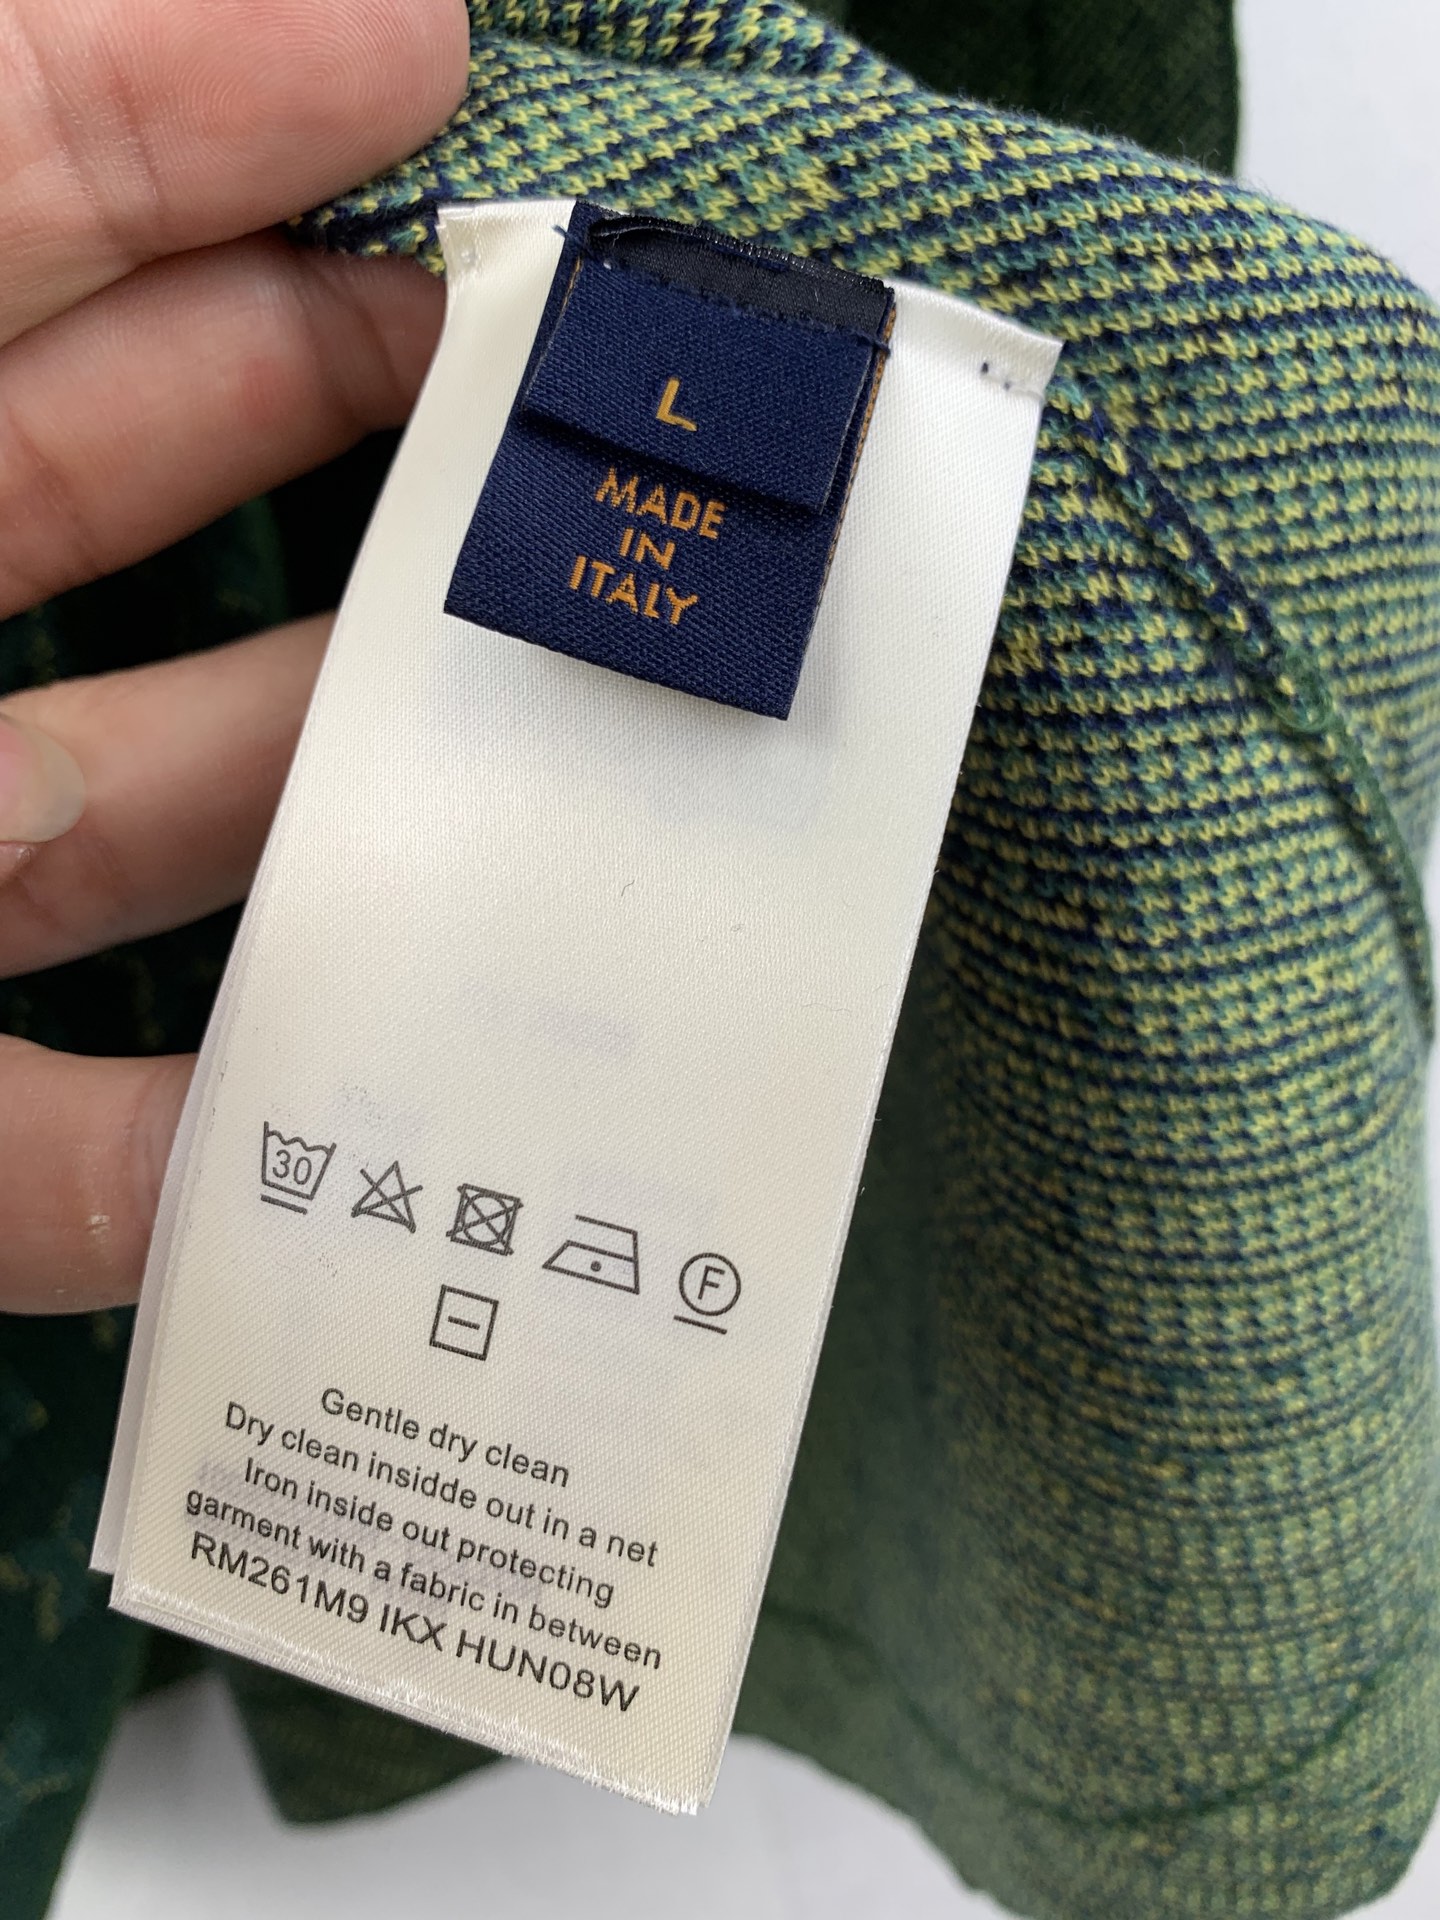 L
MADE
IN
ITALY
30
F
Gentle dry clean
Dry clean insidde out in a net
Iron inside out protecting
garment with a fabric in between
RM261M9 IKX HUN08W